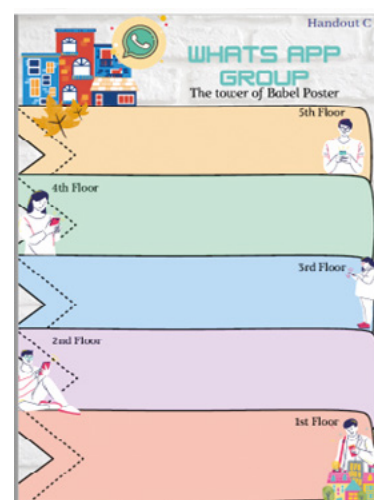 Handout C
WHATS APP
GROUP
The tower of Babel Poster
5th Floor
4th Floor
3rd Floor
2nd Floor
1st Floor